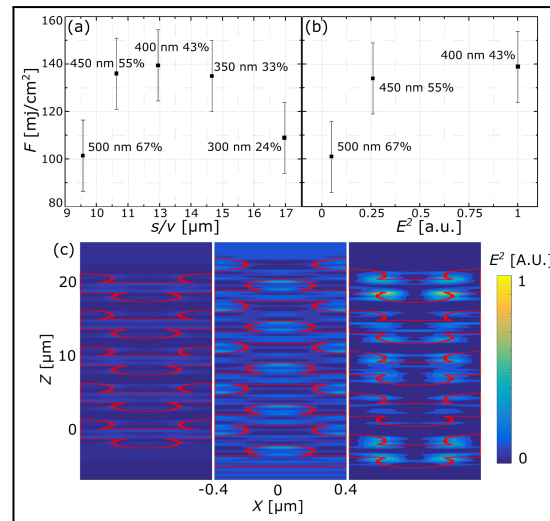 (a)
(b)
160
140
120
100
80
F [mj/cm²]
450 nm 55%
400 nm 43%
350 nm 33%
500 nm 67%
300 nm 24%
9 10 11 12 13 14 15 16 17
s/v [μm]
400 nm 43%
450 nm 55%
500 nm 67%
0 0.25 0.5 0.75 1
E² [a.u.]
(c)
E² [A.U.]
1
0
20
10
0
Z [μm]
-0.4 0 0.4
X [μm]